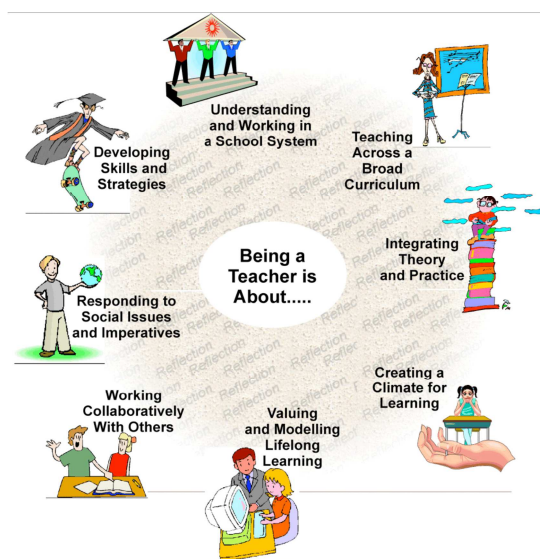 Being a
Teacher is
About.....
Understanding
and Working in
a School System
Teaching
Across a
Broad
Curriculum
Integrating
Theory
and Practice
Creating a
Climate for
Learning
Valuing
and Modelling
Lifelong
Learning
Working
Collaboratively
With Others
Responding to
Social Issues
and Imperatives
Developing
Skills and
Strategies
Reflection